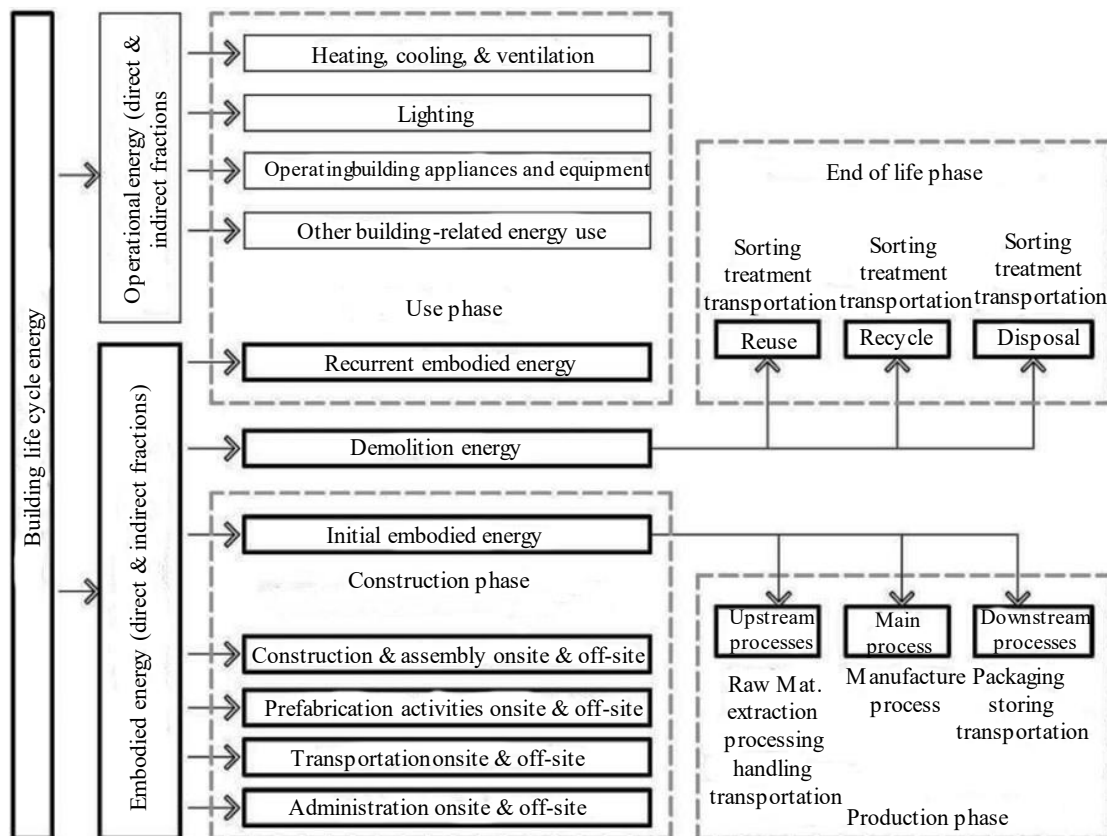 Building life cycle energy
Operational energy (direct &
indirect fractions
Heating, cooling, & ventilation
Lighting
Operatingbuilding appliances and equipment
Other building-related energy use
Use phase
Embodied energy (direct & indirect fractions)
Recurrent embodied energy
Demolition energy
Initial embodied energy
Construction phase
Construction & assembly onsite & off-site
Prefabrication activities onsite & off-site
Transportationonsite & off-site
Administration onsite & off-site
End of life phase
Sorting
treatment
transportation
Reuse
Sorting
treatment
transportation
Recycle
Sorting
treatment
transportation
Disposal
Upstream
processes
Raw Mat.
extraction
processing
handling
transportation
Main
process
Manufacture
process
Downstream
processes
Packaging
storing
transportation
Production phase